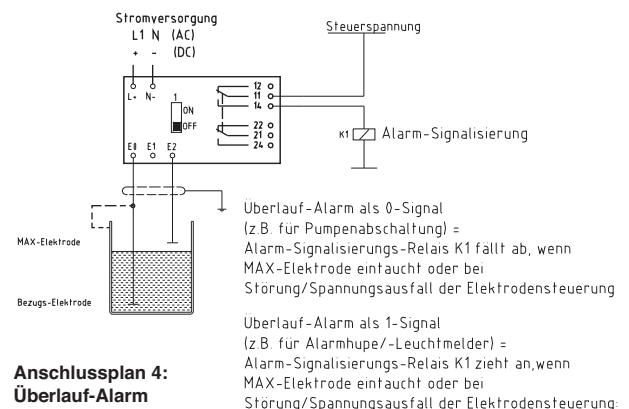 Stromversorgung
L1 N (AC)
+ - (DC)
Steuerspannung
L+ N-
1
ON
OFF
12
11
14
22
21
24
E0 E1 E2
K1 Alarm-Signalisierung
MAX-Elektrode
Bezugs-Elektrode
Überlauf-Alarm als 0-Signal
(z.B. für Pumpenabschaltung) =
Alarm-Signalisierungs-Relais K1 fällt ab, wenn
MAX-Elektrode eintaucht oder bei
Störung/Spannungsausfall der Elektrodensteuerung
Überlauf-Alarm als 1-Signal
(z.B. für Alarmhupe/-Leuchtmelder) =
Alarm-Signalisierungs-Relais K1 zieht an,wenn
MAX-Elektrode eintaucht oder bei
Störung/Spannungsausfall der Elektrodensteuerung:
Anschlussplan 4:
Überlauf-Alarm